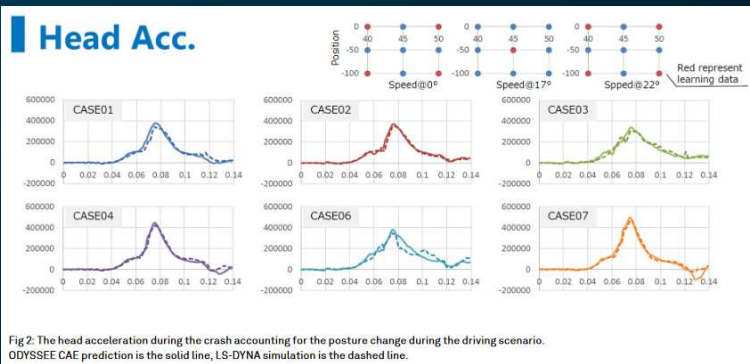 Head Acc.
Position
0
-50
-100
40 45 50
Speed@0°
0
-50
-100
40 45 50
Speed@17°
0
-50
-100
40 45 50
Spped@22°
Red represent
learning data
CASE01
600000
400000
200000
0
-200000
0 0.02 0.04 0.06 0.08 0.1 0.12 0.14
CASE02
600000
400000
200000
0
-200000
0 0.02 0.04 0.06 0.08 0.1 0.12 0.14
CASE03
600000
400000
200000
0
-200000
0 0.02 0.04 0.06 0.08 0.1 0.12 0.14
CASE04
600000
400000
200000
0
-200000
0 0.02 0.04 0.06 0.08 0.1 0.12 0.14
CASE06
600000
400000
200000
0
-200000
0 0.02 0.04 0.06 0.08 0.1 0.12 0.14
CASE07
600000
400000
200000
0
-200000
0 0.02 0.04 0.06 0.08 0.1 0.12 0.14
Fig 2: The head acceleration during the crash accounting for the posture change during the driving scenario.
ODYSSEE CAE prediction is the solid line, LS-DYNA simulation is the dashed line.